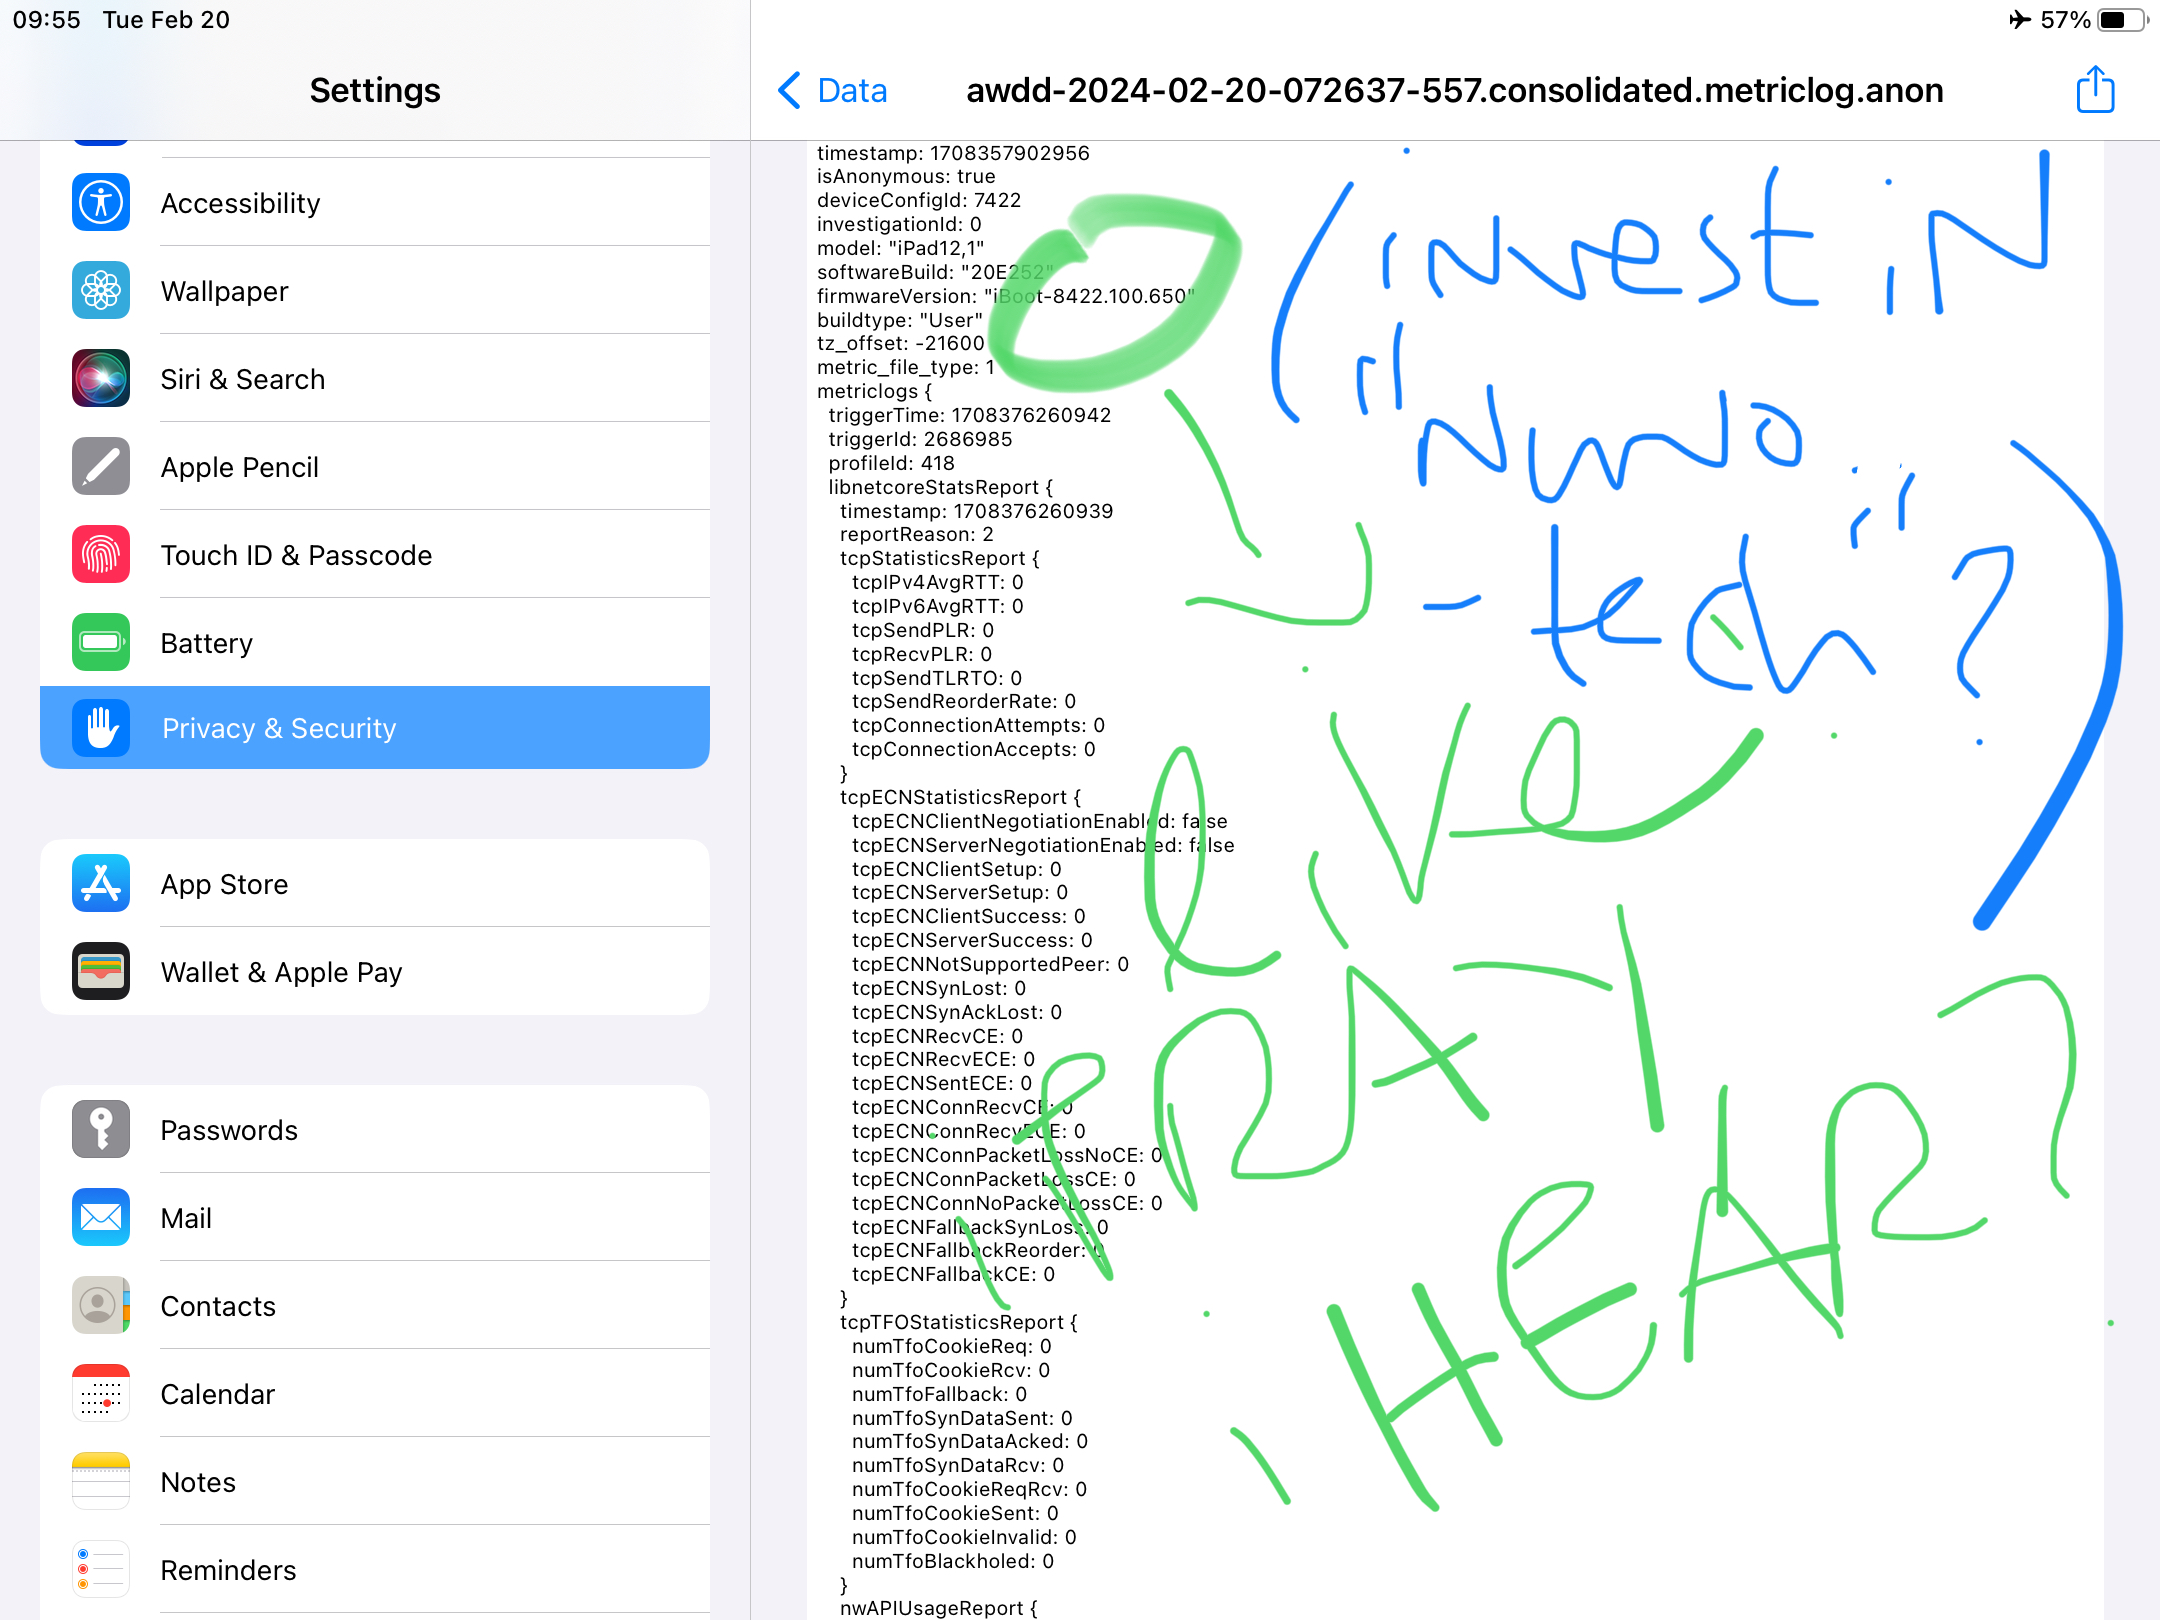 09:55 Tue Feb 20
57%
Settings
Accessibility
Wallpaper
Siri & Search
Apple Pencil
Touch ID & Passcode
Battery
Privacy & Security
App Store
Wallet & Apple Pay
Passwords
Mail
Contacts
Calendar
Notes
Reminders
Data
awdd-2024-02-20-072637-557.consolidated.metriclog.anon
timestamp: 1708357902956
isAnonymous: true
deviceConfigId: 7422
investigationId: 0
model: "iPad12,1"
softwareBuild: "20E252"
firmwareVersion: "iBoot-8422.100.650"
buildtype: "User"
tz_offset: -21600
metric_file_type: 1
metriclogs {
triggerTime: 1708376260942
triggerId: 2686985
profileId: 418
libnetcoreStatsReport {
timestamp: 1708376260939
reportReason: 2
tcpStatisticsReport {
tcpIPv4AvgRTT: 0
tcpIPv6AvgRTT: 0
tcpSendPLR: 0
tcpRecvPLR: 0
tcpSendTLRTO: 0
tcpSendReorderRate: 0
tcpConnectionAttempts: 0
tcpConnectionAccepts: 0
}
tcpECNStatisticsReport {
tcpECNClientNegotiationEnabled: false
tcpECNServerNegotiationEnabled: false
tcpECNClientSetup: 0
tcpECNServerSetup: 0
tcpECNClientSuccess: 0
tcpECNServerSuccess: 0
tcpECNNotSupportedPeer: 0
tcpECNSynLost: 0
tcpECNSynAckLost: 0
tcpECNRecvCE: 0
tcpECNRecvECE: 0
tcpECNSentECE: 0
tcpECNConnRecvCE: 0
tcpECNConnRecvECE: 0
tcpECNConnPacketLossNoCE: 0
tcpECNConnPacketLossCE: 0
tcpECNConnNoPacketLossCE: 0
tcpECNFallbackSynLoss: 0
tcpECNFallbackReorder: 0
tcpECNFallbackCE: 0
}
tcpTFOStatisticsReport {
numTfoCookieReq: 0
numTfoCookieRcv: 0
numTfoFallback: 0
numTfoSynDataSent: 0
numTfoSynDataAcked: 0
numTfoSynDataRcv: 0
numTfoCookieReqRcv: 0
numTfoCookieSent: 0
numTfoCookieInvalid: 0
numTfoBlackholed: 0
}
nwAPIUsageReport {
(invest iN
-tech?)
live
HEAR?